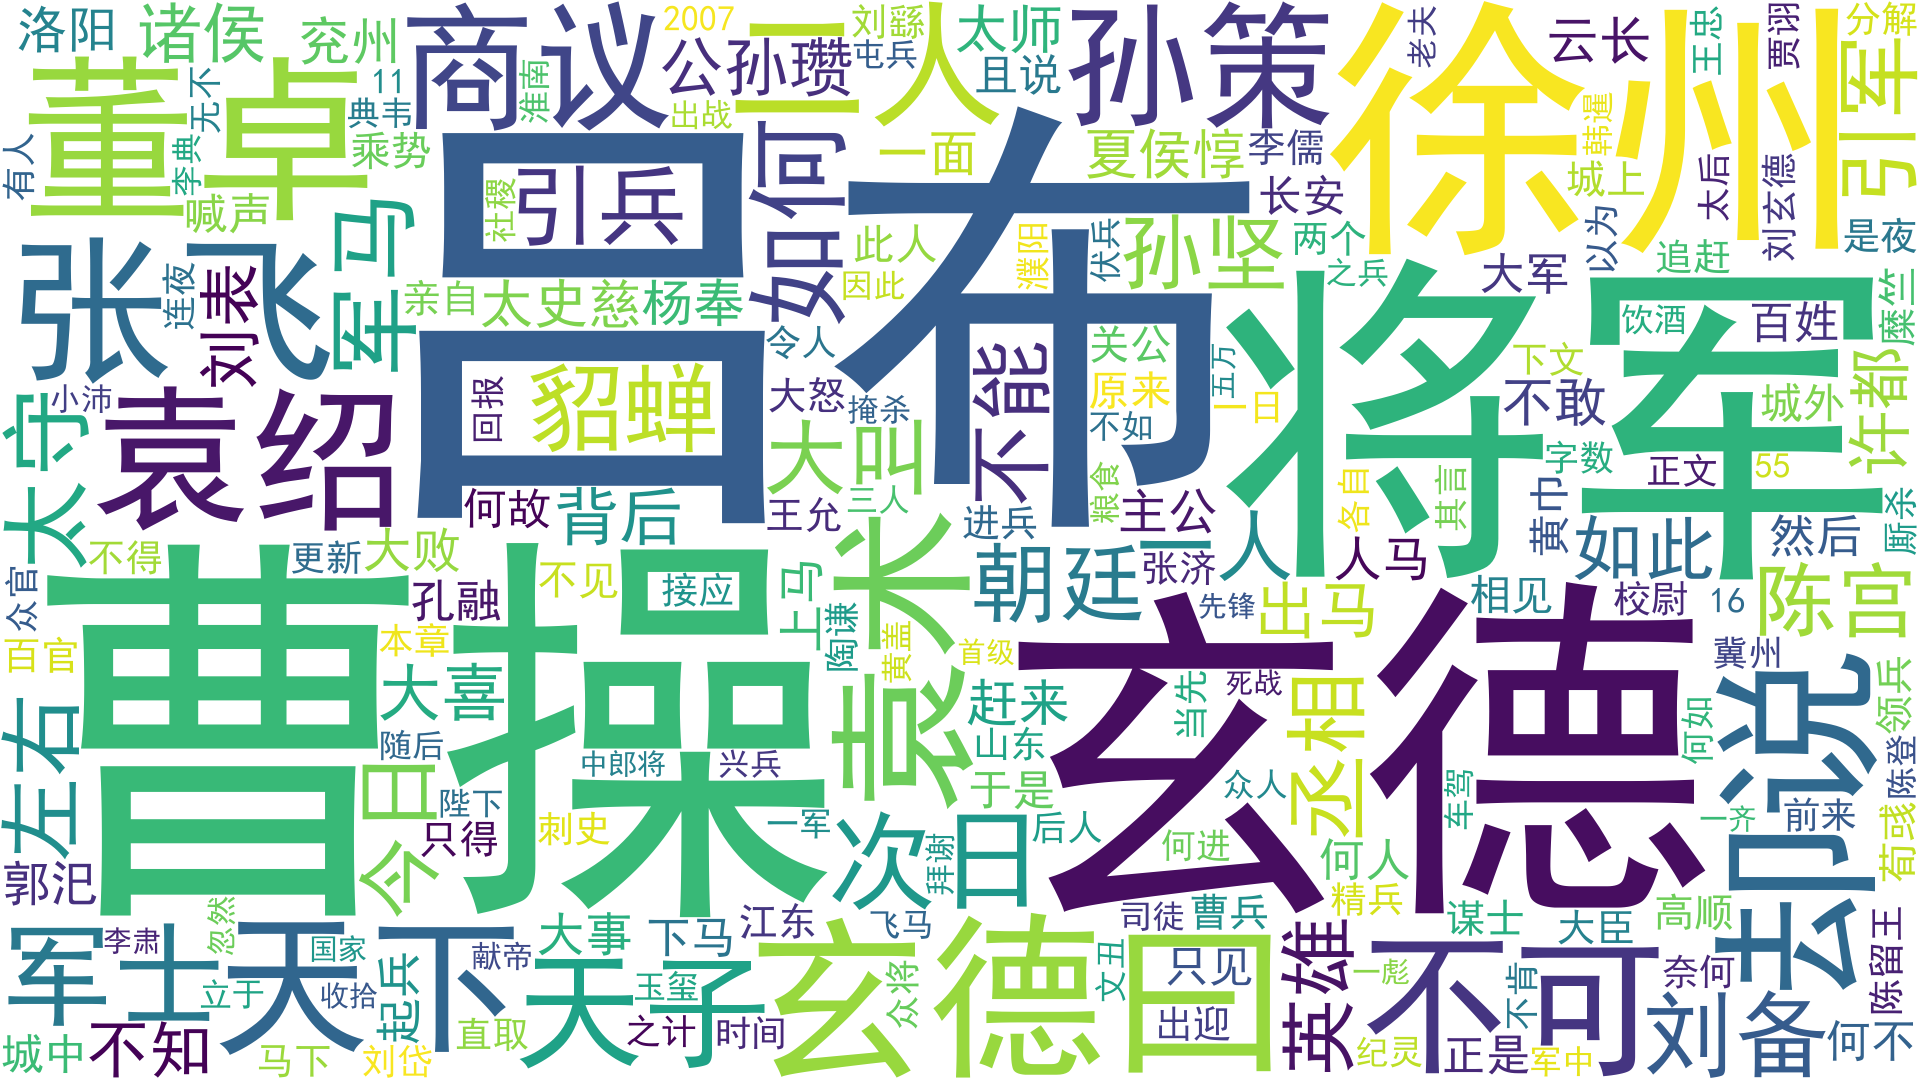 洛阳
诸侯
兖州
商议
2007
刘繇
太师
二人
孙策
徐州
云长
老夫
王忠
贾诩
分解
董卓
11
典韦
无不
乘势
李典
喊声
有人
淮南
公孙瓒
屯兵
且说
出战
如何
一面
夏侯惇
李儒
长安
韩暹
城上
太后
刘玄德
引军
吕布
引兵
社稷
将军
张飞
刘表
军马
连夜
亲自
太史慈
杨奉
此人
因此
濮阳
伏兵
孙坚
两个
之兵
大军
以为
追赶
是夜
饮酒
百姓
糜竺
袁绍
小沛
回报
貂蝉
令人
大怒
掩杀
不能
关公
原来
不如
五万
一日
下文
不敢
城外
许都
太守
何故
背后
大叫
王允
三人
进兵
粮食
主公
各自
其言
字数
正文
55
黄巾
如此
然后
厮杀
不得
更新
大败
众官
百官
孔融
本章
不见
接应
上马
陶谦
袁术
黄盖
朝廷
张济
一人
人马
先锋
首级
出马
相见
校尉
16
陈宫
冀州
曹操
玄德
左右
大喜
随后
今日
陛下
只得
刺史
中郎将
兴兵
一军
赶来
山东
于是
次日
后人
拜谢
当先
死战
众人
何进
丞相
何人
车驾
何如
一齐
前来
领兵
陈登
荀彧
却说
云
郭汜
军士
李肃
忽然
国家
立于
收拾
天下
起兵
献帝
大事
直取
天子
玉玺
下马
江东
之计
时间
飞马
众将
玄德曰
文丑
司徒
曹兵
只见
出迎
精兵
英雄
谋士
大臣
高顺
一彪
不可
不肯
奈何
刘备
陈留王
何不
城中
不知
马下
刘岱
纪灵
正是
军中